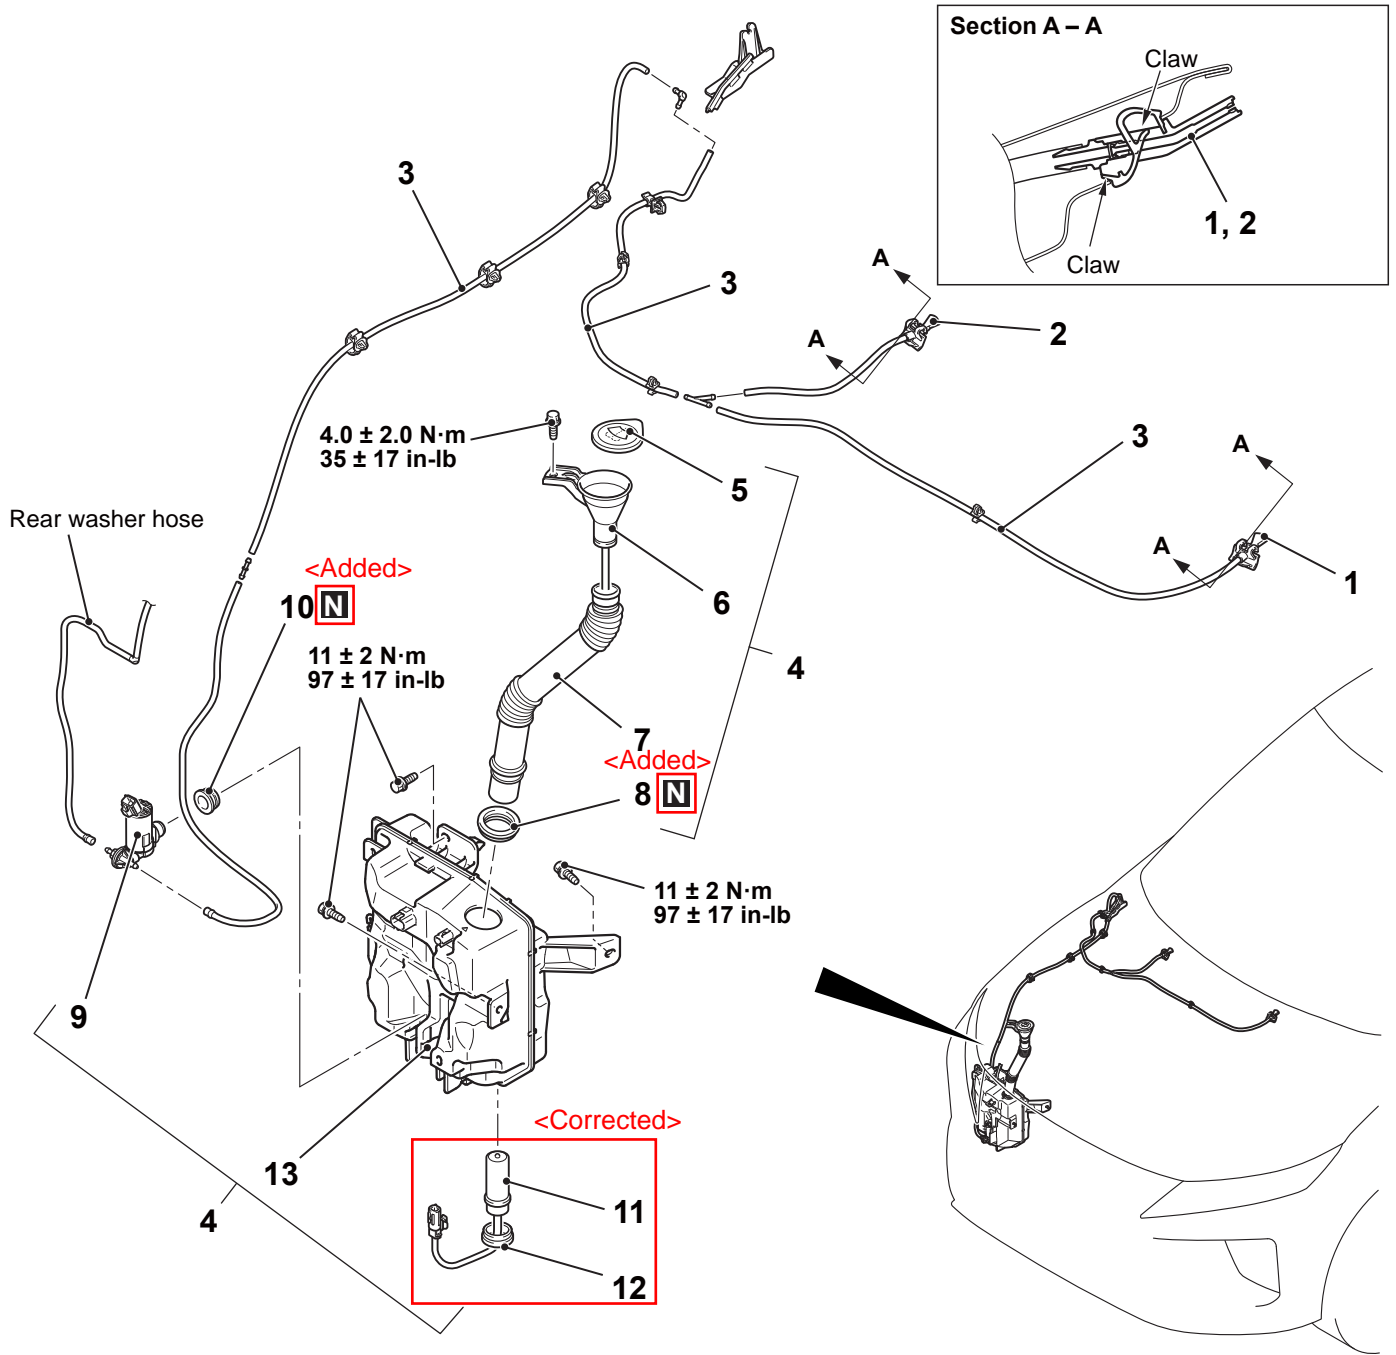 Section A – A
Claw
1, 2
Claw
3
3
A
2
A
4.0 ± 2.0 N·m
35 ± 17 in-lb
5
3
A
A
1
Rear washer hose
<Added>
10 N
6
11 ± 2 N·m
97 ± 17 in-lb
4
7
<Added>
8 N
11 ± 2 N·m
97 ± 17 in-lb
9
<Corrected>
13
11
4
12